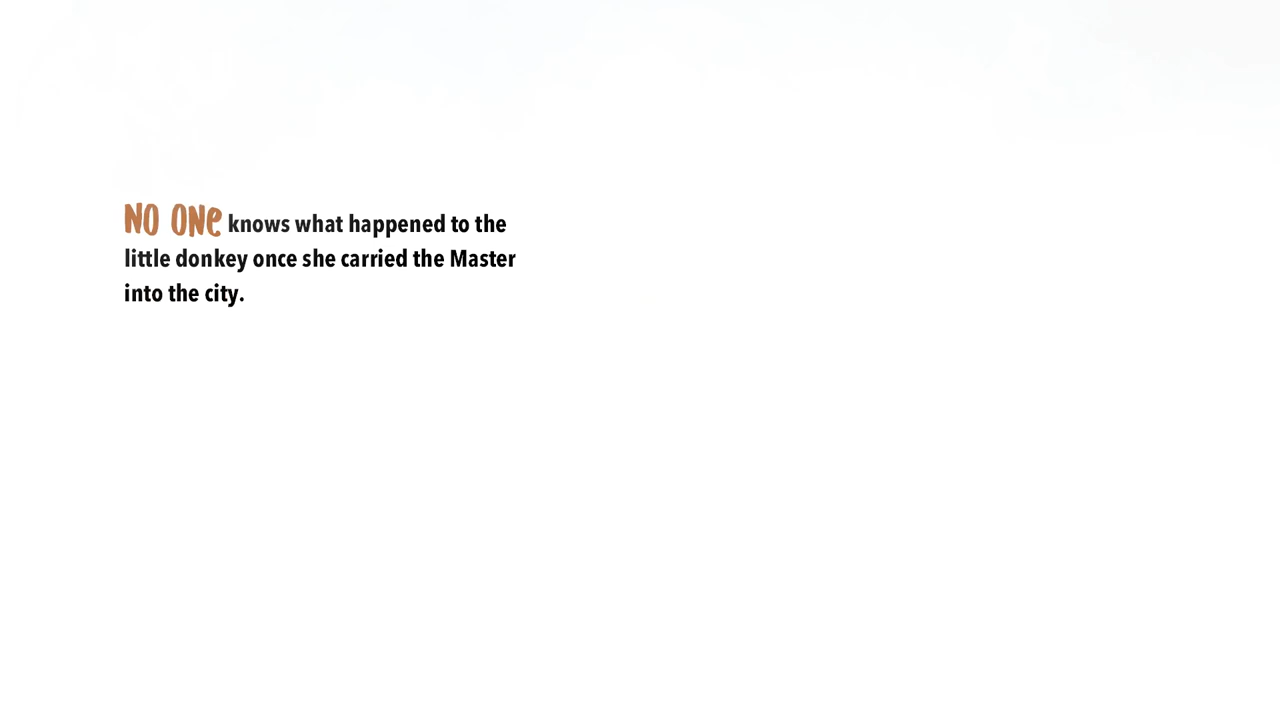 NO ONe knows what happened to the
little donkey once she carried the Master
into the city.